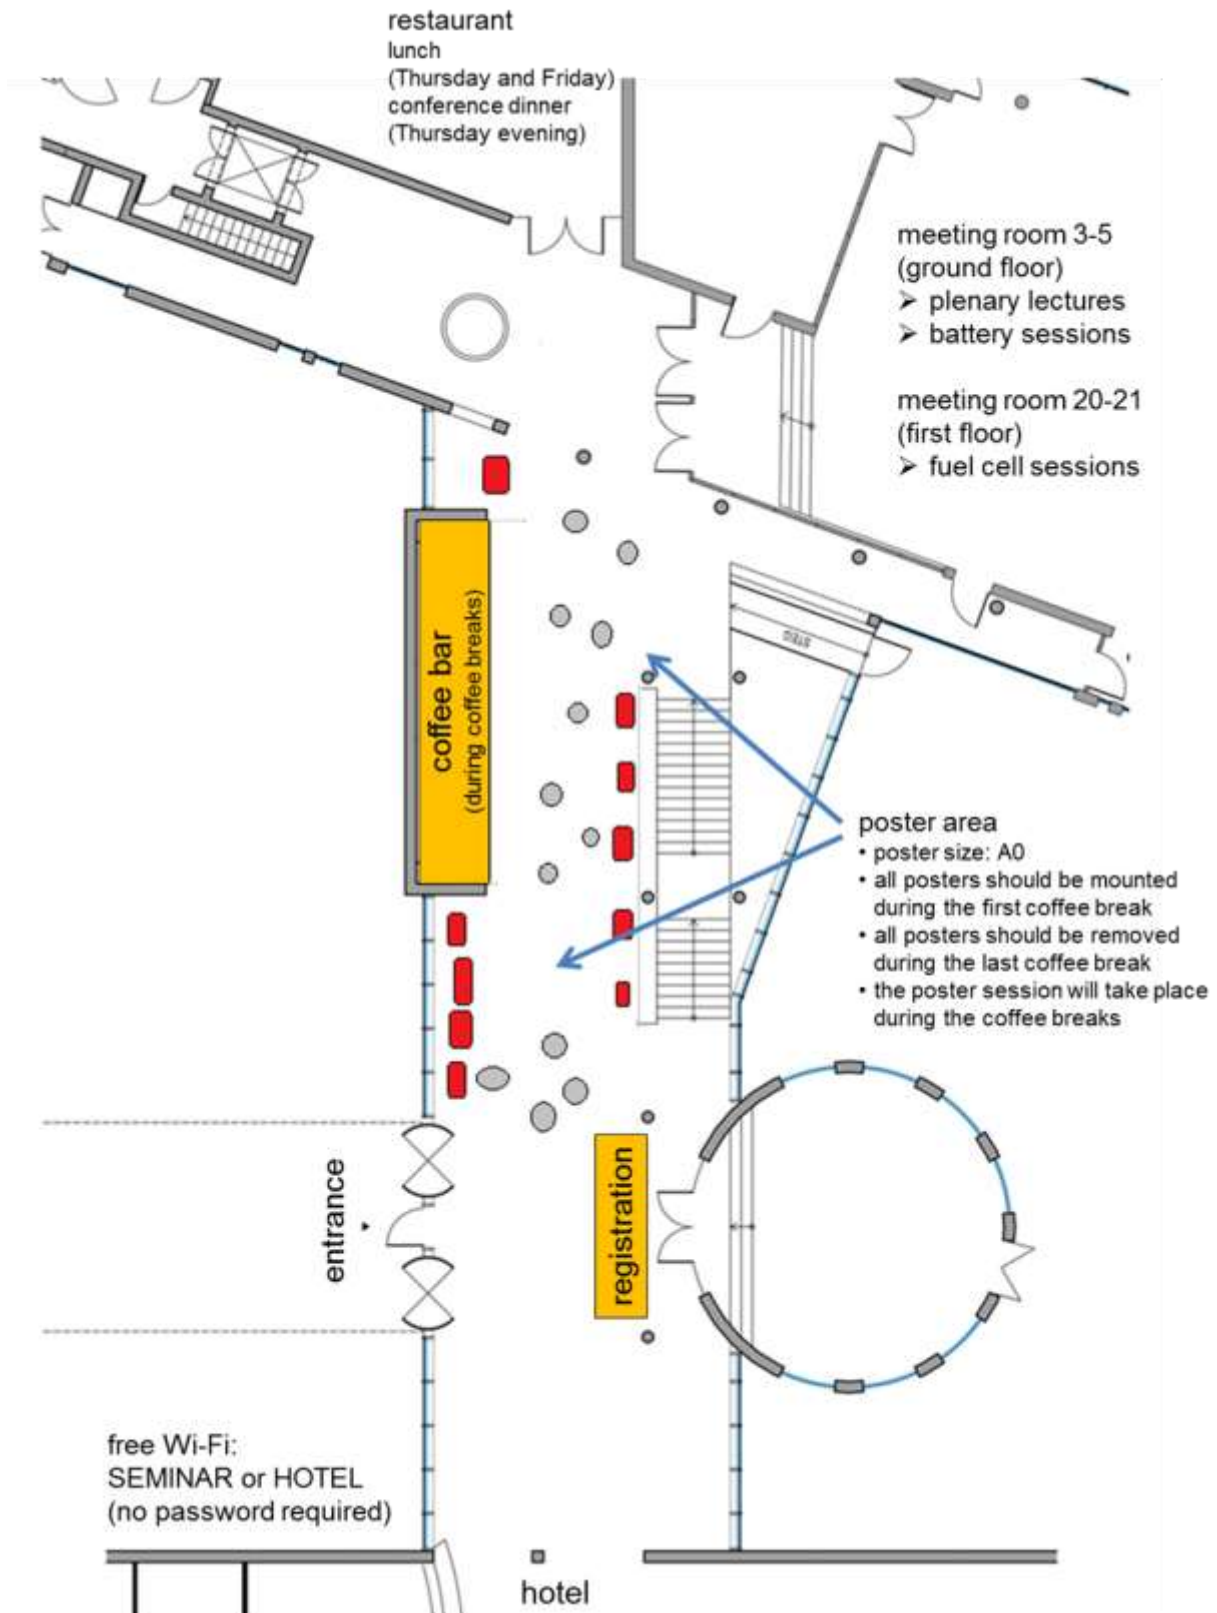 restaurant
lunch
(Thursday and Friday)
conference dinner
(Thursday evening)
meeting room 3-5
(ground floor)
➢ plenary lectures
➢ battery sessions
meeting room 20-21
(first floor)
➢ fuel cell sessions
coffee bar
(during coffee breaks)
STEIG
poster area
• poster size: A0
• all posters should be mounted
during the first coffee break
• all posters should be removed
during the last coffee break
• the poster session will take place
during the coffee breaks
entrance
registration
free Wi-Fi:
SEMINAR or HOTEL
(no password required)
hotel